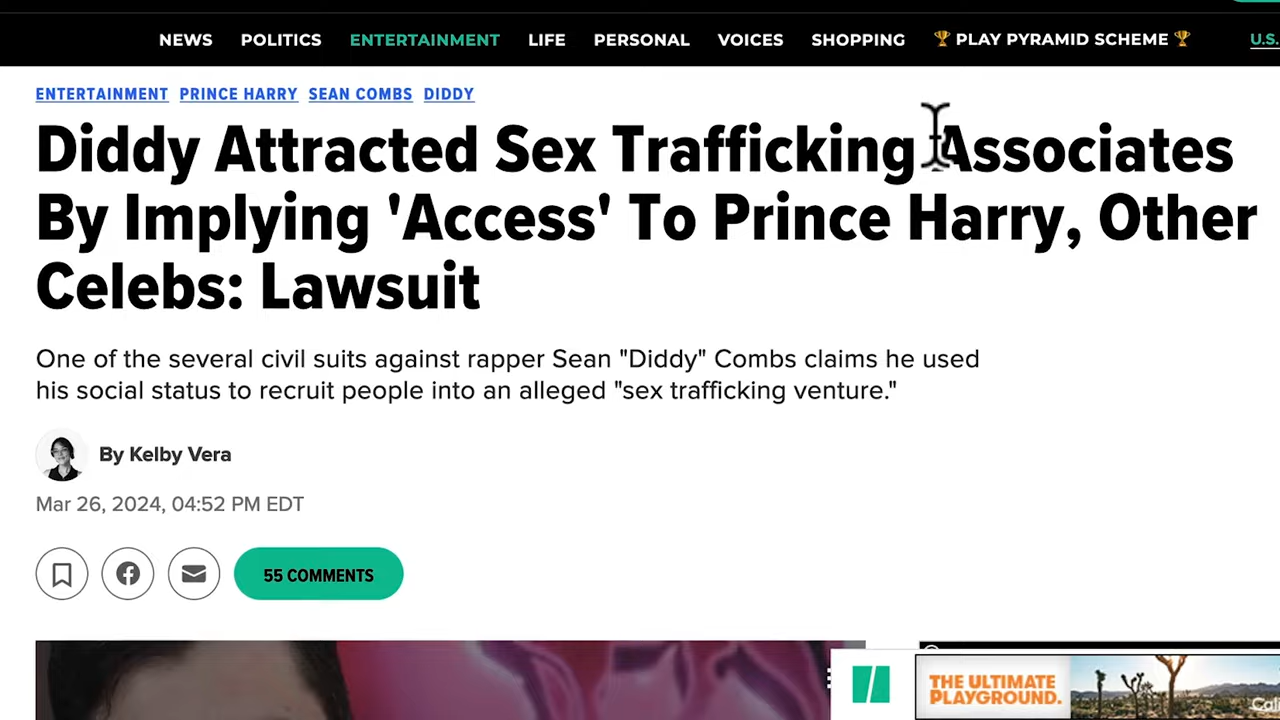 NEWS POLITICS ENTERTAINMENT LIFE PERSONAL VOICES SHOPPING 🏆 PLAY PYRAMID SCHEME 🏆 U.S.
ENTERTAINMENT PRINCE HARRY SEAN COMBS DIDDY
Diddy Attracted Sex Trafficking Associates
By Implying 'Access' To Prince Harry, Other
Celebs: Lawsuit
One of the several civil suits against rapper Sean "Diddy" Combs claims he used
his social status to recruit people into an alleged "sex trafficking venture."
By Kelby Vera
Mar 26, 2024, 04:52 PM EDT
55 COMMENTS
THE ULTIMATE
PLAYGROUND.